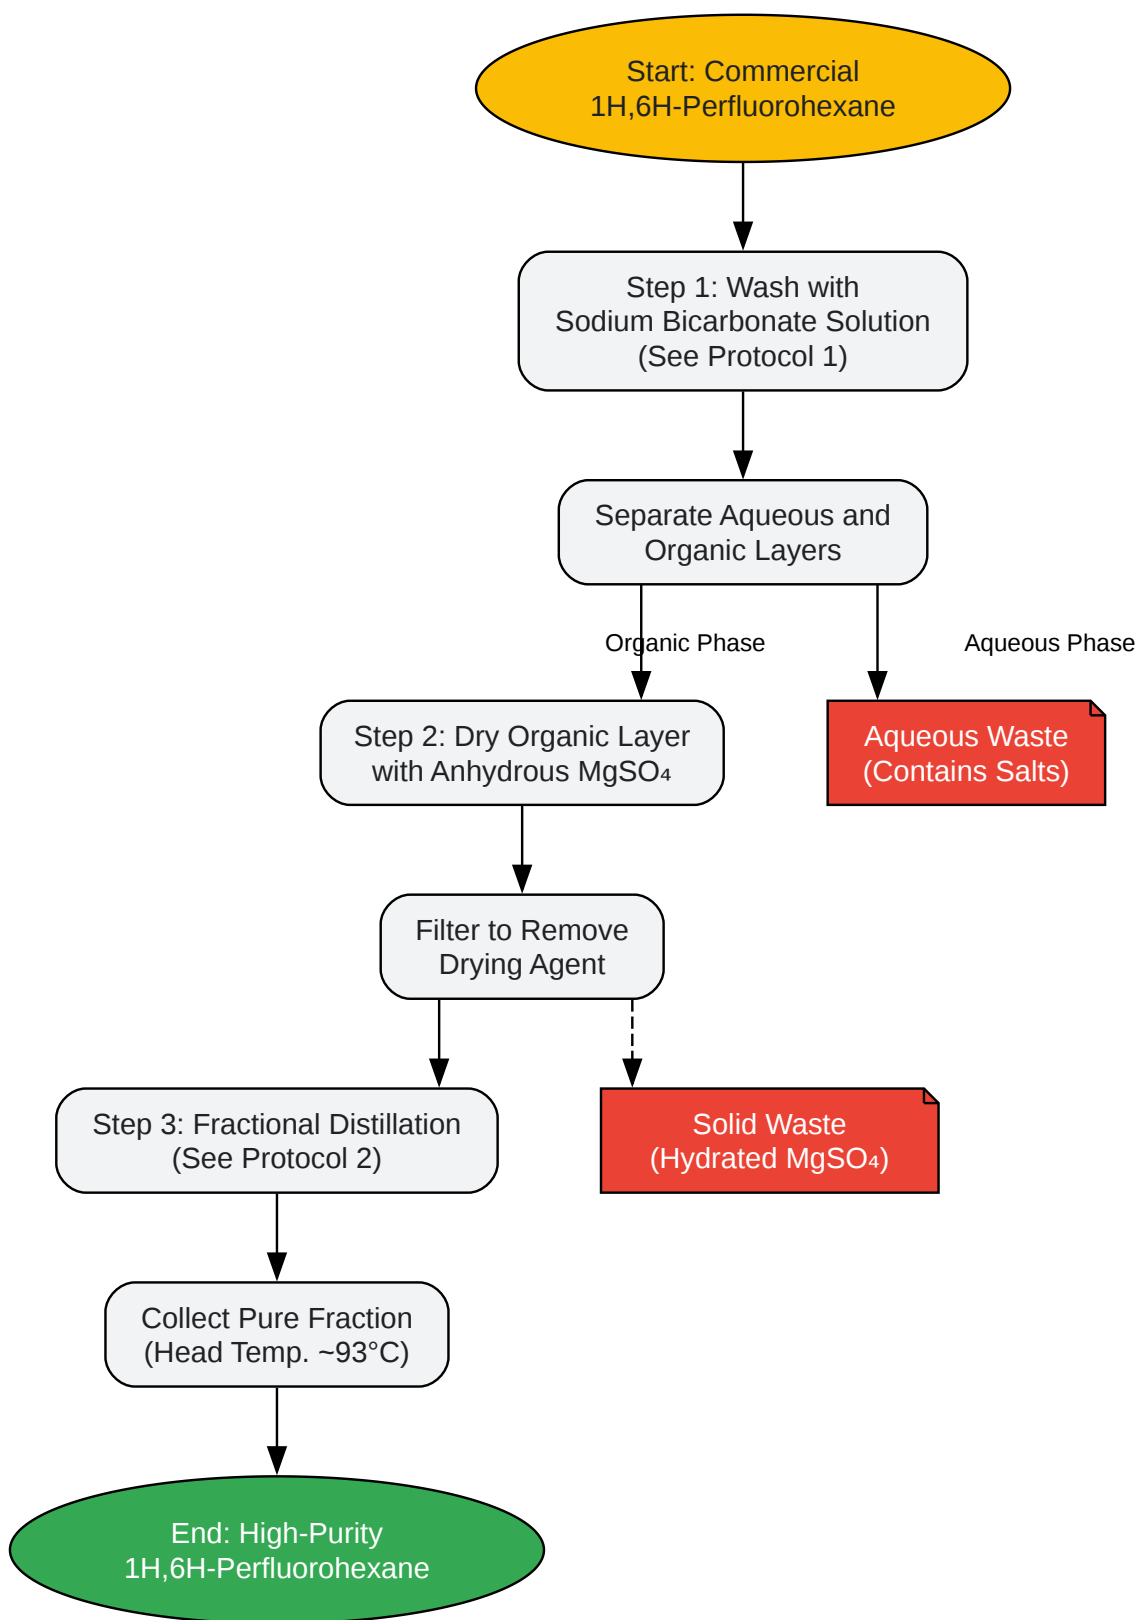 Start: Commercial
1H,6H-Perfluorohexane
Step 1: Wash with
Sodium Bicarbonate Solution
(See Protocol 1)
Separate Aqueous and
Organic Layers
Organic Phase
Aqueous Phase
Step 2: Dry Organic Layer
with Anhydrous MgSO₄
Aqueous Waste
(Contains Salts)
Filter to Remove
Drying Agent
Step 3: Fractional Distillation
(See Protocol 2)
Solid Waste
(Hydrated MgSO₄)
Collect Pure Fraction
(Head Temp. ~93°C)
End: High-Purity
1H,6H-Perfluorohexane